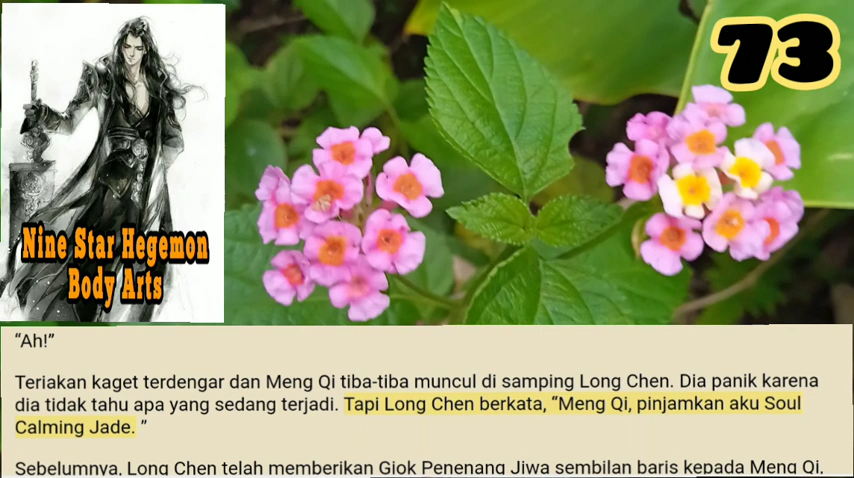 73
Nine Star Hegemon
Body Arts
“Ah!”
Teriakan kaget terdengar dan Meng Qi tiba-tiba muncul di samping Long Chen. Dia panik karena
dia tidak tahu apa yang sedang terjadi. Tapi Long Chen berkata, “Meng Qi, pinjamkan aku Soul
Calming Jade. ”
Sebelumnya, Long Chen telah memberikan Giok Penenang Jiwa sembilan baris kepada Meng Qi,